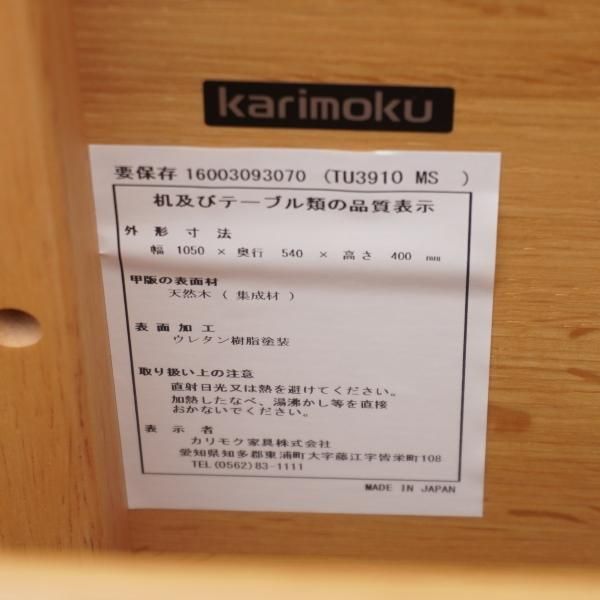 karimoku
要保存 16003093070 (TU3910 MS )
机及びテーブル類の品質表示
外形寸法
幅 1050 × 奥行 540 × 高さ 400 mm
甲版の表面材
天然木 ( 集成材 )
表面加工
ウレタン樹脂塗装
取り扱い上の注意
直射日光又は熱を避けてください。
加熱したなべ、湯沸かし等を直接
おかないでください。
表示者
カリモク家具株式会社
愛知県知多郡東浦町大字藤江字皆栄町108
TEL(0562)83-1111
MADE IN JAPAN